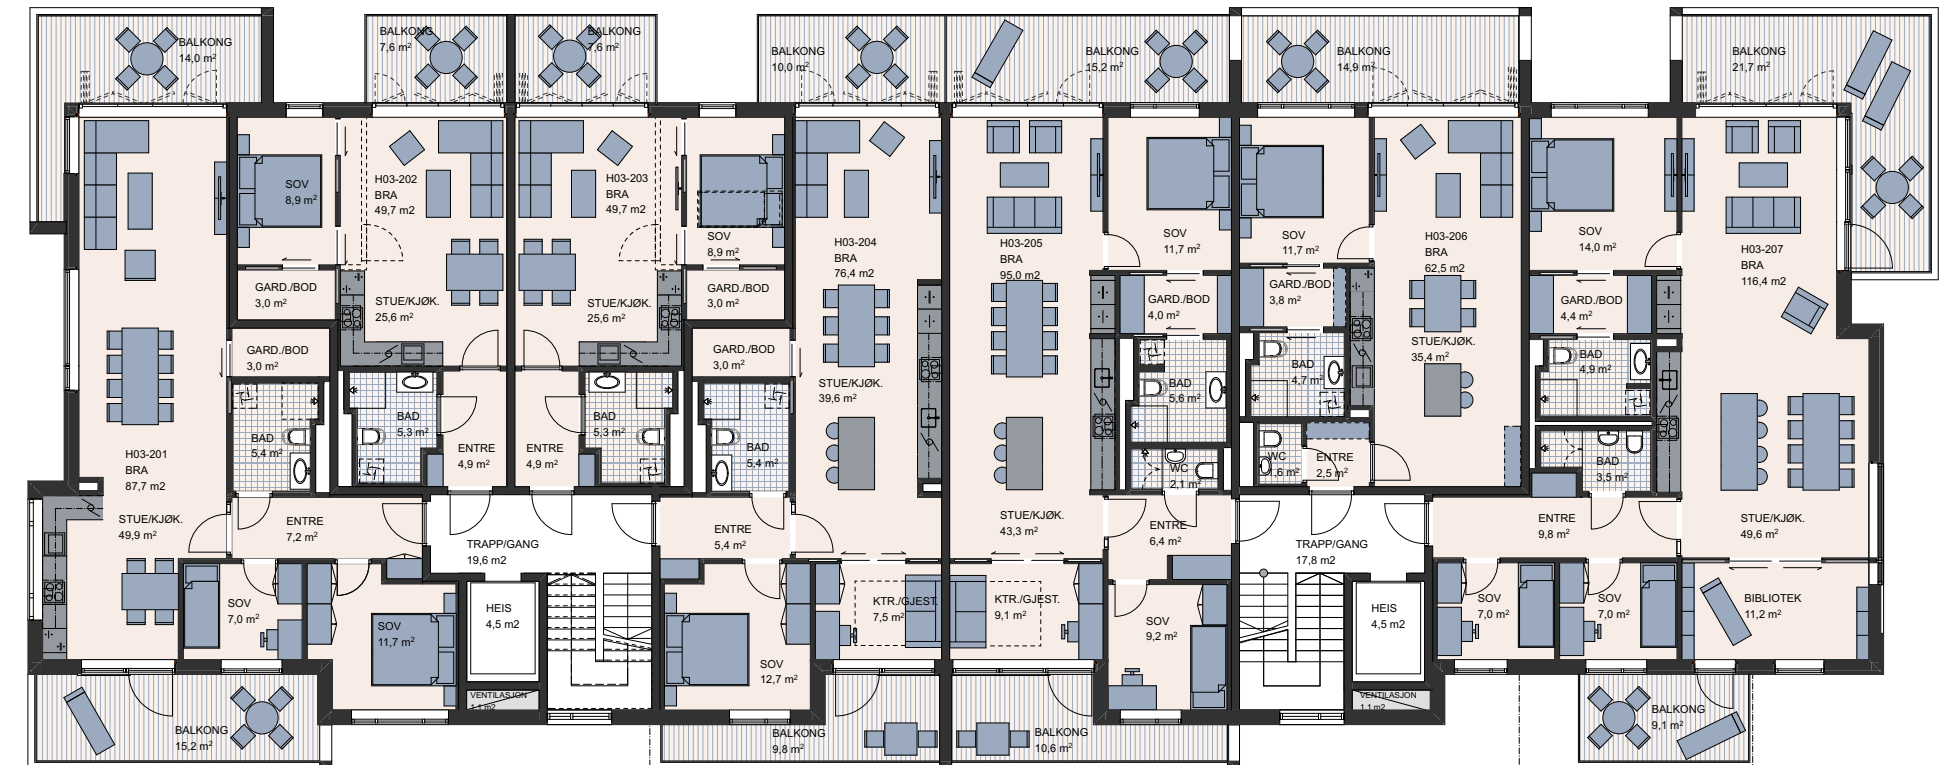 BALKONG
14,0 m²
BALKONG
7,6 m²
BALKONG
7,6 m²
BALKONG
10,0 m²
BALKONG
15,2 m²
BALKONG
14,9 m²
BALKONG
21,7 m²
SOV
8,9 m²
H03-202
BRA
49,7 m2
H03-203
BRA
49,7 m2
SOV
8,9 m²
H03-204
BRA
76,4 m2
H03-205
BRA
95,0 m2
SOV
11,7 m²
SOV
11,7 m²
H03-206
BRA
62,5 m2
SOV
14,0 m²
H03-207
BRA
116,4 m2
GARD./BOD
3,0 m²
STUE/KJØK.
25,6 m²
STUE/KJØK.
25,6 m²
GARD./BOD
3,0 m²
GARD./BOD
4,0 m²
GARD./BOD
3,8 m²
GARD./BOD
4,4 m²
GARD./BOD
3,0 m²
GARD./BOD
3,0 m²
STUE/KJØK.
39,6 m²
BAD
5,6 m²
BAD
4,7 m²
STUE/KJØK.
35,4 m²
BAD
4,9 m²
BAD
5,4 m²
BAD
5,3 m²
ENTRE
4,9 m²
ENTRE
4,9 m²
BAD
5,3 m²
BAD
5,4 m²
H03-201
BRA
87,7 m2
WC
2,1 m²
WC
1,6 m²
ENTRE
2,5 m²
BAD
3,5 m²
STUE/KJØK.
49,9 m²
ENTRE
7,2 m²
TRAPP/GANG
19,6 m2
ENTRE
5,4 m²
STUE/KJØK.
43,3 m²
ENTRE
6,4 m²
TRAPP/GANG
17,8 m2
ENTRE
9,8 m²
STUE/KJØK.
49,6 m²
SOV
7,0 m²
SOV
11,7 m²
HEIS
4,5 m2
SOV
12,7 m²
KTR./GJEST.
7,5 m²
KTR./GJEST.
9,1 m²
SOV
9,2 m²
HEIS
4,5 m2
SOV
7,0 m²
SOV
7,0 m²
BIBLIOTEK
11,2 m²
VENTILASJON
1,1 m2
VENTILASJON
1,1 m2
BALKONG
15,2 m²
BALKONG
9,8 m²
BALKONG
10,6 m²
BALKONG
9,1 m²